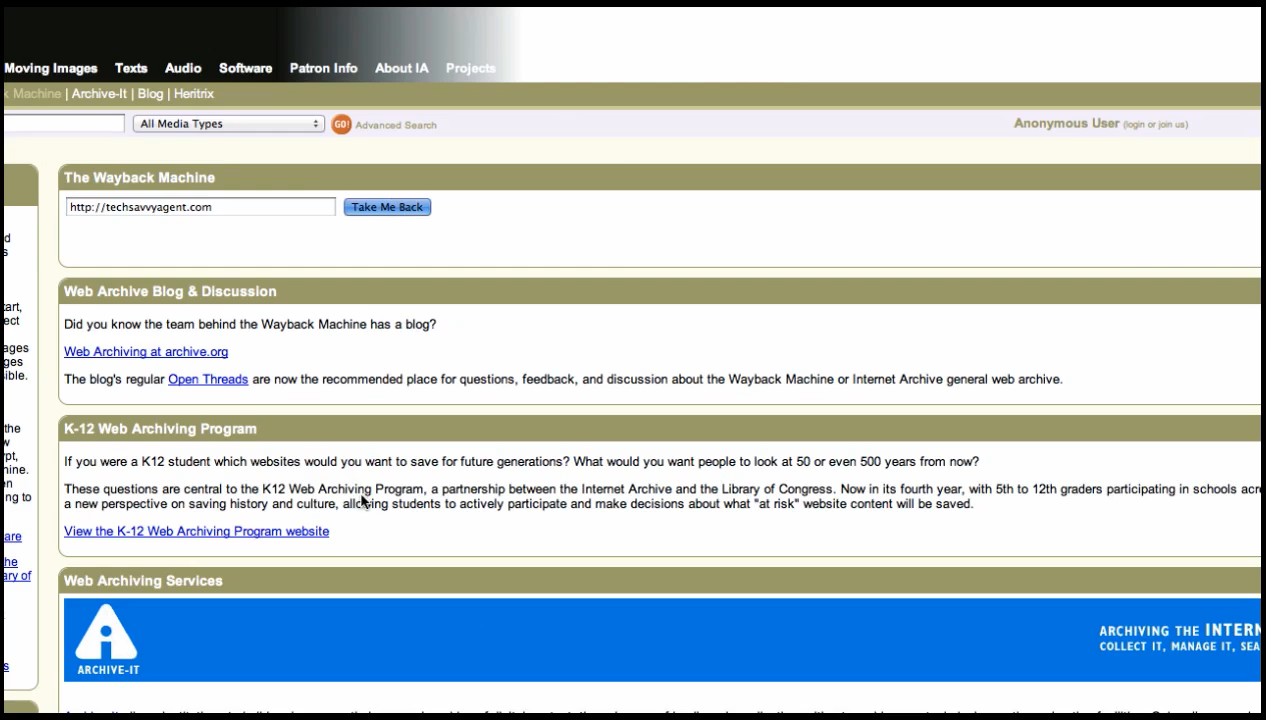 Moving Images Texts Audio Software Patron Info About IA Projects
Machine | Archive-It | Blog | Heritrix
All Media Types GO! Advanced Search Anonymous User (login or join us)
The Wayback Machine
http://techsavvyagent.com Take Me Back
Web Archive Blog & Discussion
Did you know the team behind the Wayback Machine has a blog?
Web Archiving at archive.org
The blog's regular Open Threads are now the recommended place for questions, feedback, and discussion about the Wayback Machine or Internet Archive general web archive.
K-12 Web Archiving Program
If you were a K12 student which websites would you want to save for future generations? What would you want people to look at 50 or even 500 years from now?
These questions are central to the K12 Web Archiving Program, a partnership between the Internet Archive and the Library of Congress. Now in its fourth year, with 5th to 12th graders participating in schools acr
a new perspective on saving history and culture, allowing students to actively participate and make decisions about what "at risk" website content will be saved.
View the K-12 Web Archiving Program website
Web Archiving Services
ARCHIVE-IT
ARCHIVING THE INTERN
COLLECT IT, MANAGE IT, SEA